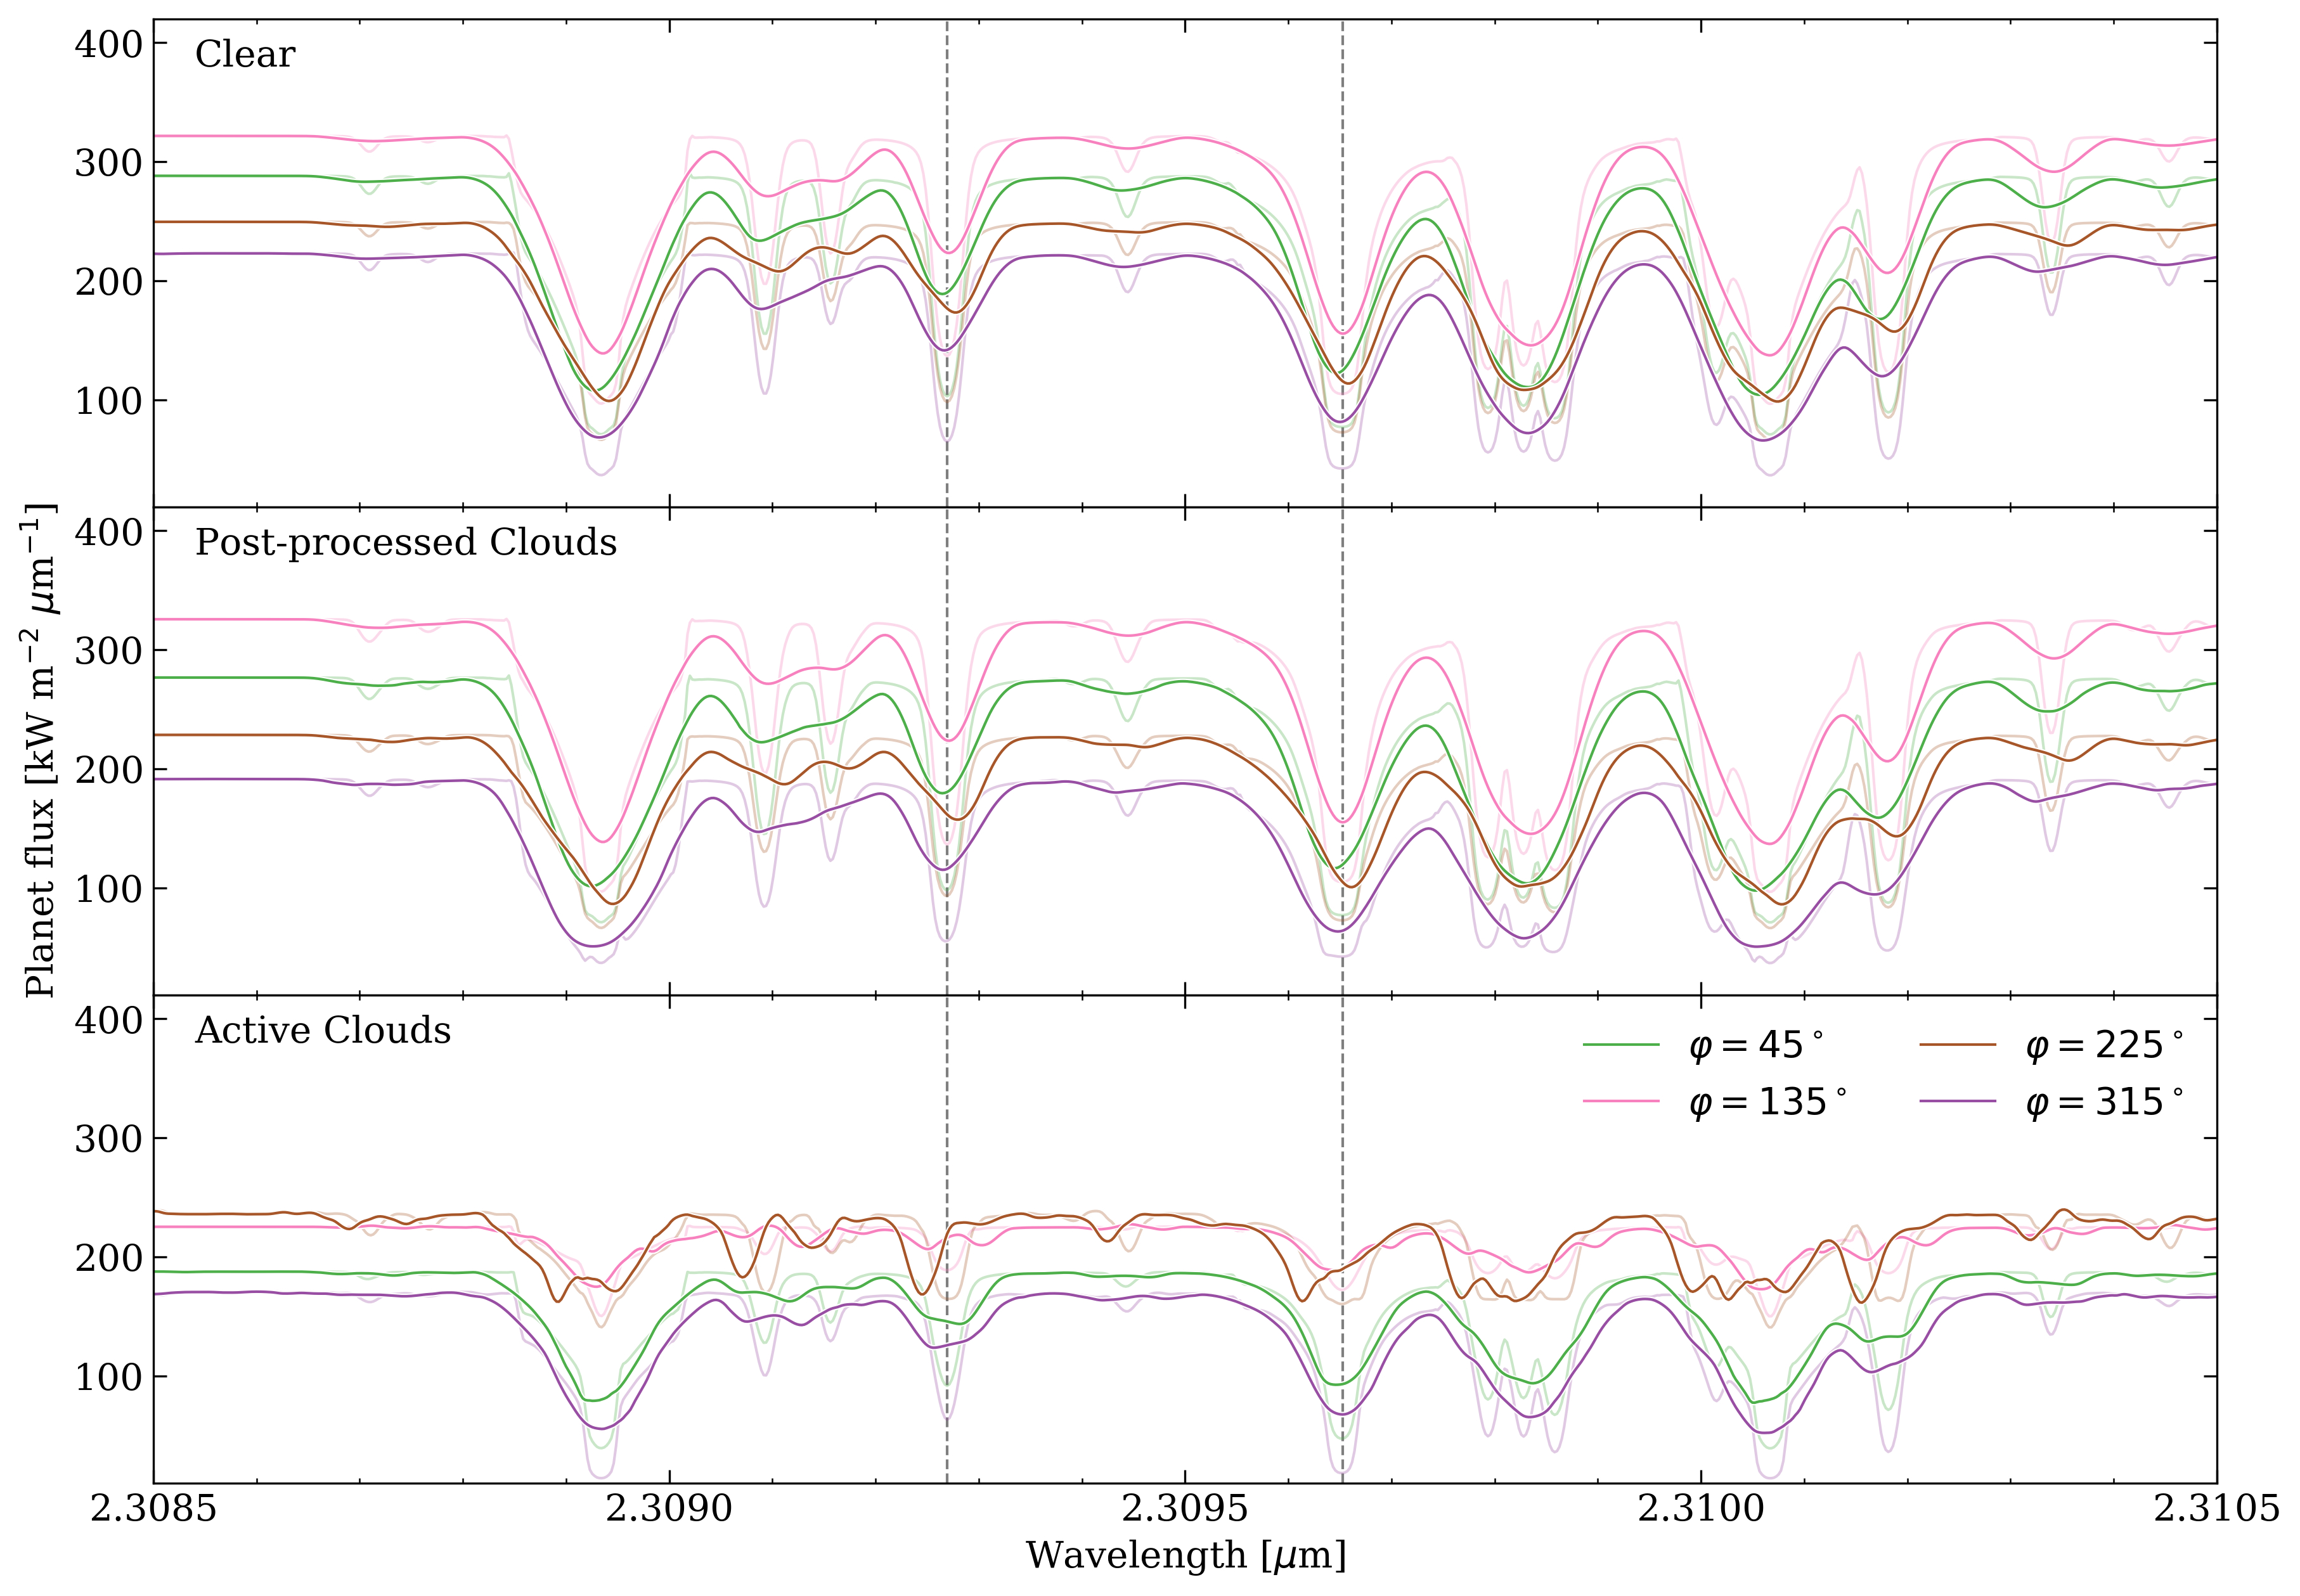 Clear
400
300
200
100
Post-processed Clouds
400
300
200
100
Planet flux [kW m⁻² μm⁻¹]
Active Clouds
400
300
200
100
φ = 45°
φ = 225°
φ = 135°
φ = 315°
2.3085 2.3090 2.3095 2.3100 2.3105
Wavelength [μm]